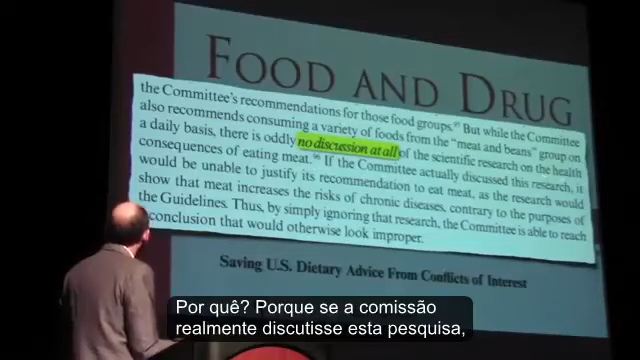 FOOD AND DRUG
the Committee's recommendations for those food groups.⁹⁵ But while the Committee
also recommends consuming a variety of foods from the “meat and beans” group on
a daily basis, there is oddly no discussion at all of the scientific research on the health
consequences of eating meat.⁹⁶ If the Committee actually discussed this research, it
would be unable to justify its recommendation to eat meat, as the research would
show that meat increases the risks of chronic diseases, contrary to the purposes of
the Guidelines. Thus, by simply ignoring that research, the Committee is able to reach
conclusion that would otherwise look improper.
Saving U.S. Dietary Advice From Conflicts of Interest
Por quê? Porque se a comissão
realmente discutisse esta pesquisa,